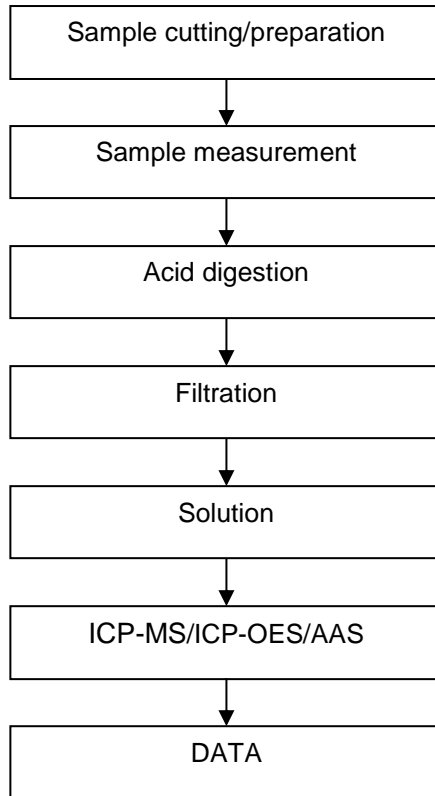 Sample cutting/preparation
Sample measurement
Acid digestion
Filtration
Solution
ICP-MS/ICP-OES/AAS
DATA